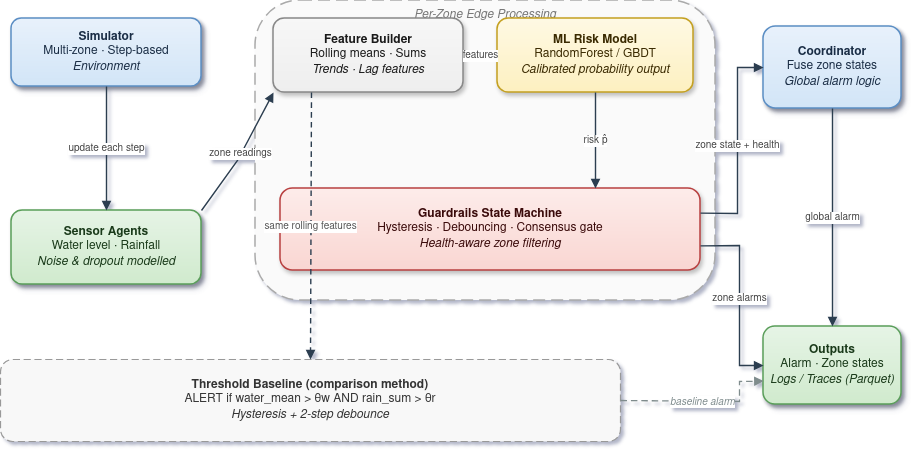 Per-Zone Edge Processing
Simulator
Multi-zone · Step-based
Environment
Feature Builder
Rolling means · Sums
Trends · Lag features
features
ML Risk Model
RandomForest / GBDT
Calibrated probability output
Coordinator
Fuse zone states
Global alarm logic
update each step
zone readings
risk p̂
zone state + health
Sensor Agents
Water level · Rainfall
Noise & dropout modelled
same rolling features
Guardrails State Machine
Hysteresis · Debouncing · Consensus gate
Health-aware zone filtering
global alarm
zone alarms
Threshold Baseline (comparison method)
ALERT if water_mean > θw AND rain_sum > θr
Hysteresis + 2-step debounce
baseline alarm
Outputs
Alarm · Zone states
Logs / Traces (Parquet)